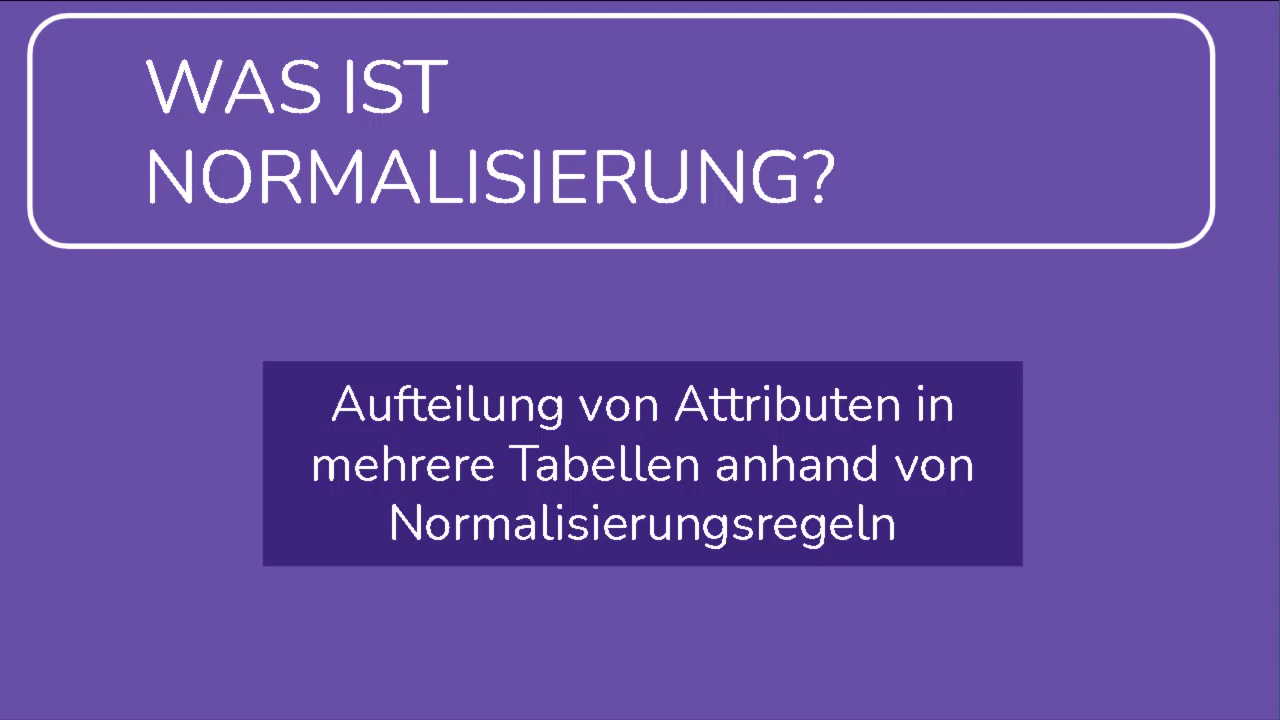 WAS IST
NORMALISIERUNG?
Aufteilung von Attributen in
mehrere Tabellen anhand von
Normalisierungsregeln